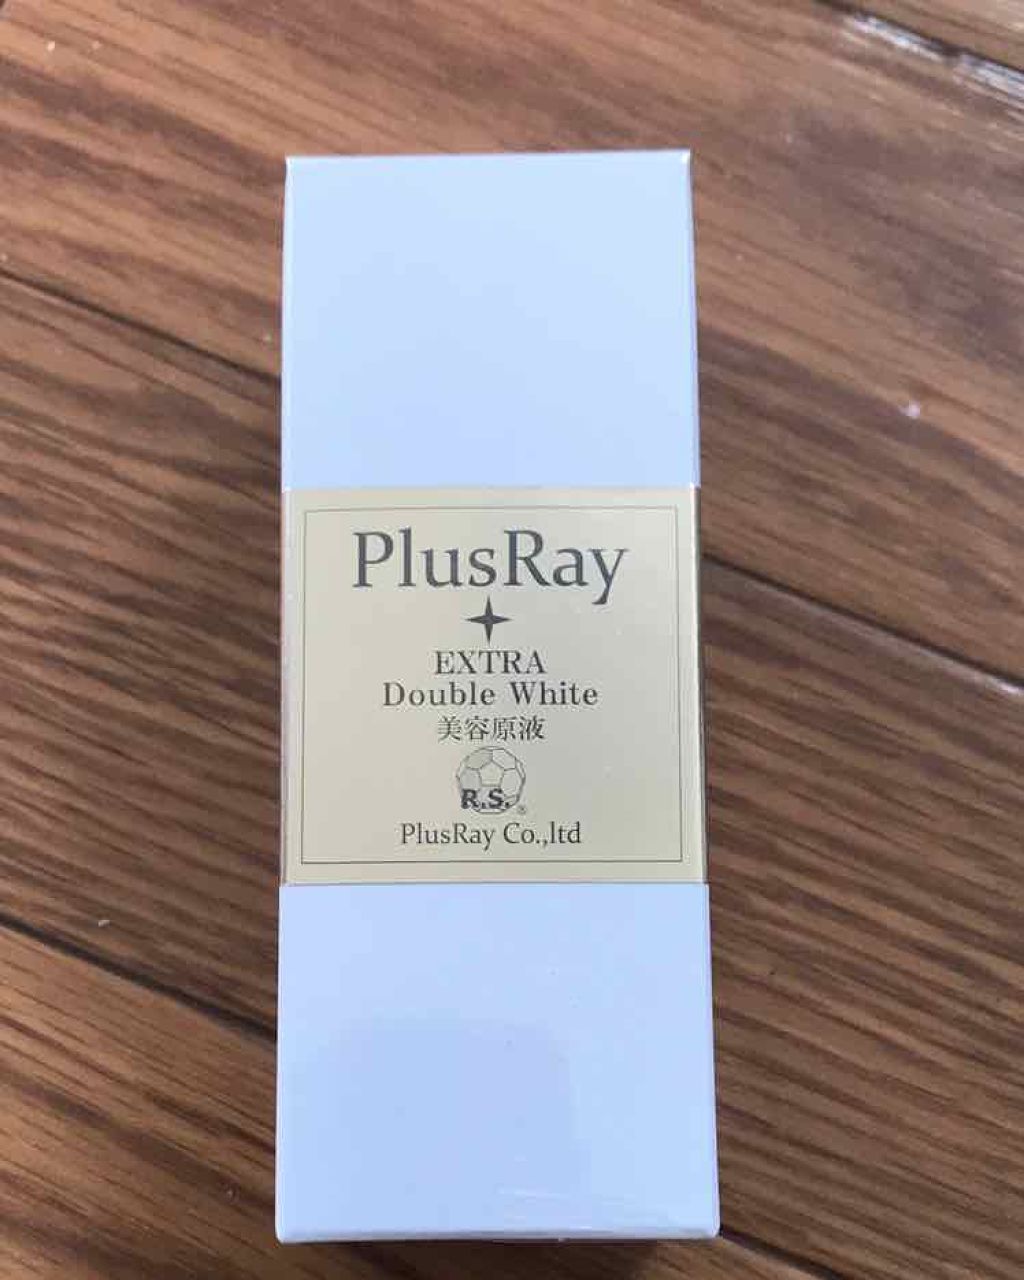 PlusRay
EXTRA
Double White
美容原液
R.S.®
PlusRay Co.,ltd